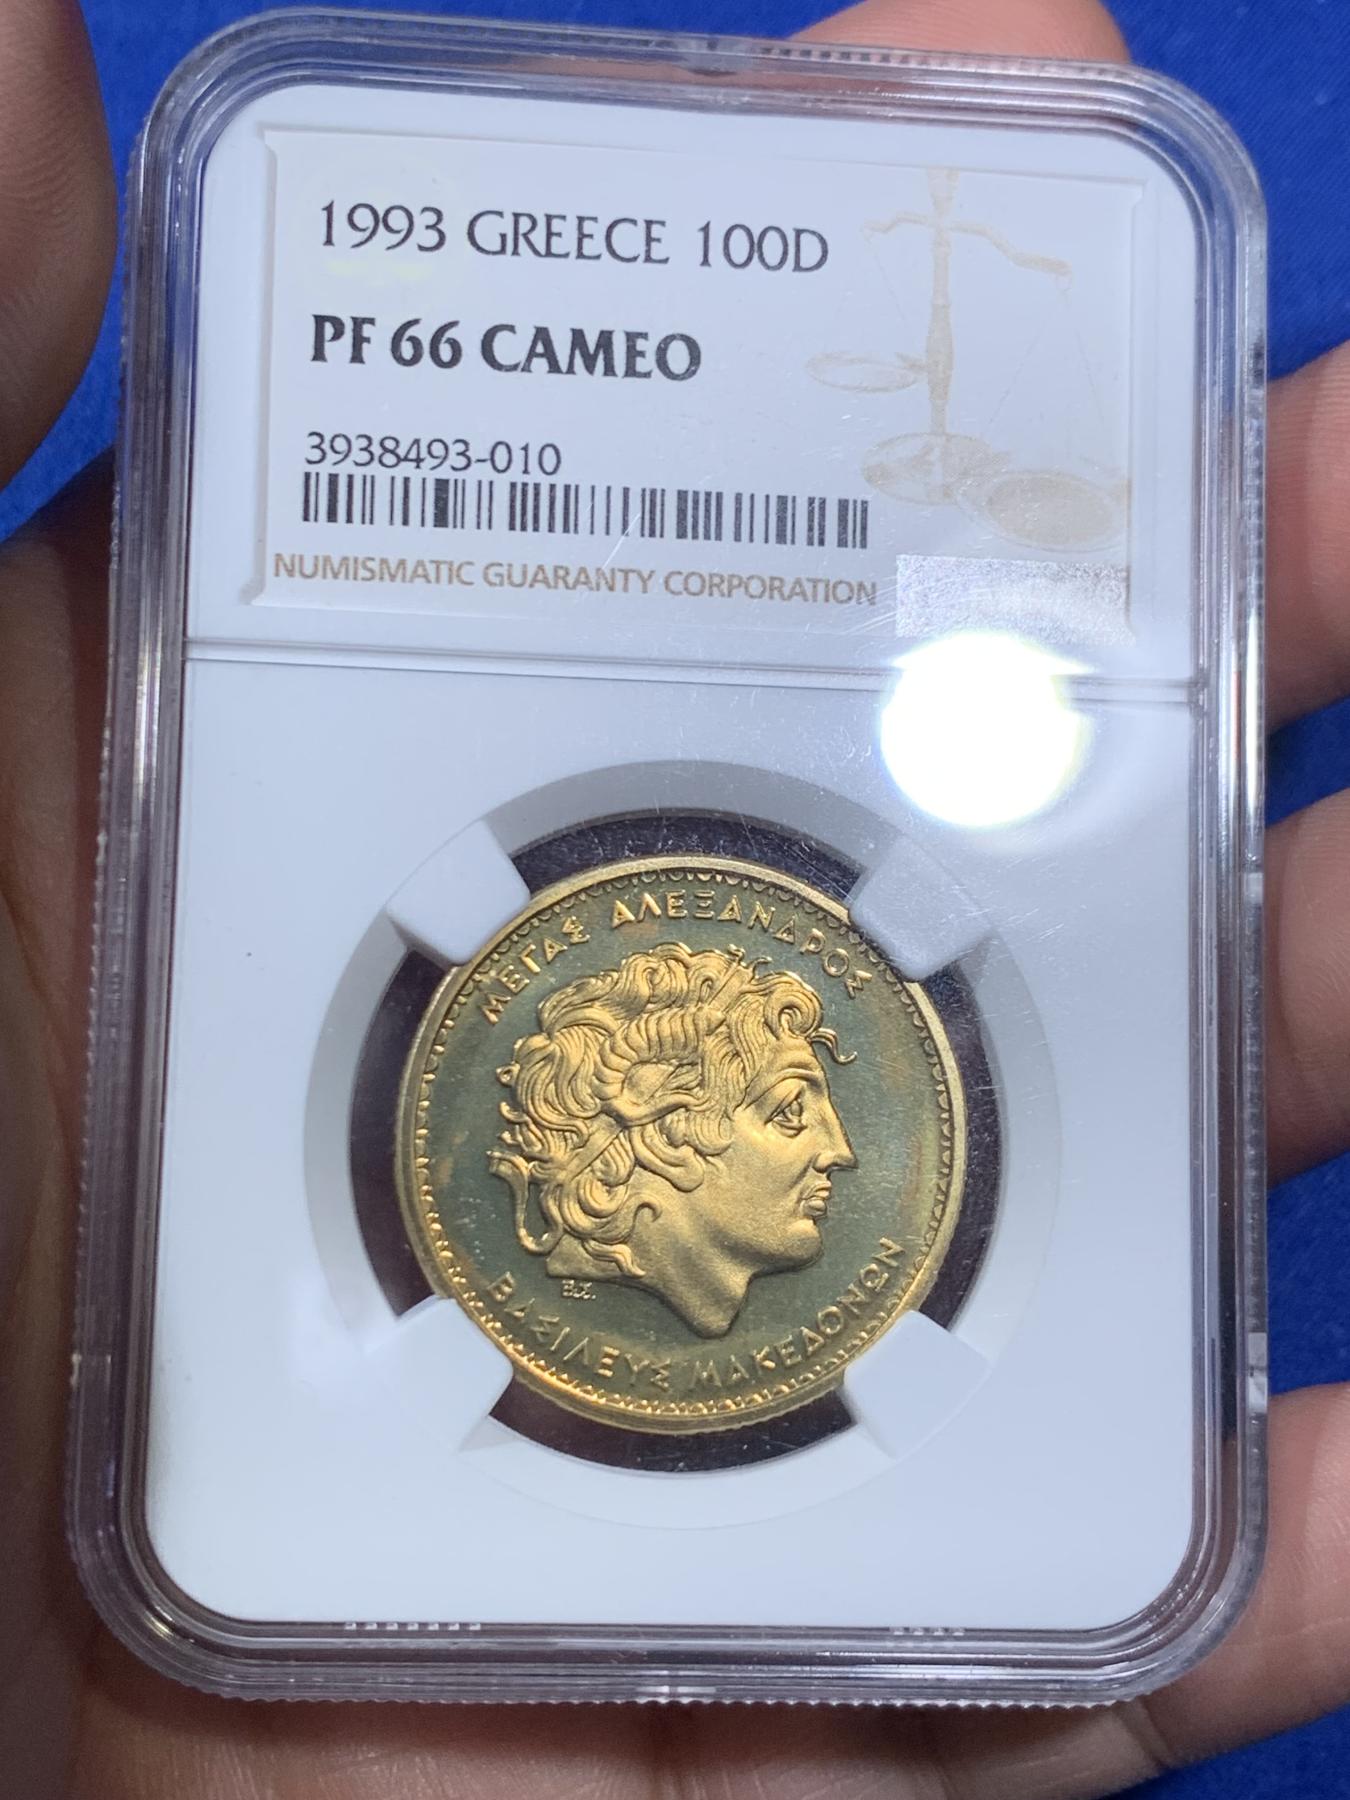 1993 GREECE 100D
PF 66 CAMEO
3938493-010
NUMISMATIC GUARANTY CORPORATION
ΜΕΓΑΣ ΑΛΕΞΑΝΔΡΟΣ
ΒΑΣΙΛΕΥΣ ΜΑΚΕΔΟΝΩΝ